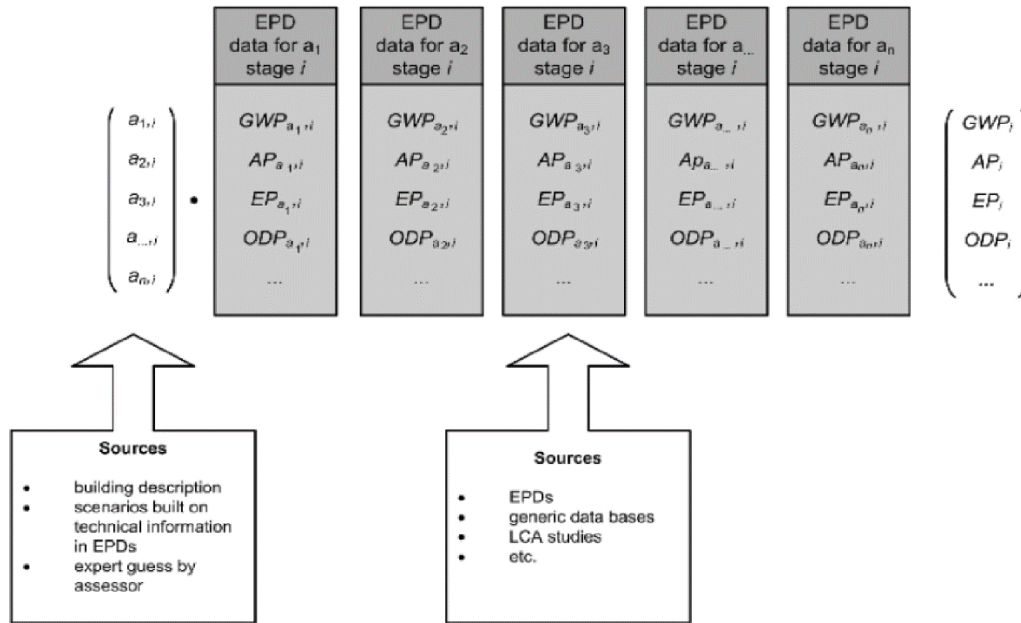 EPD
data for a1
stage i
EPD
data for a2
stage i
EPD
data for a3
stage i
EPD
data for a...
stage i
EPD
data for an
stage i
a1,i
a2,i
a3,i
a...,i
an,i
•
GWPa1,i
APa1,i
EPa1,i
ODPa1,i
...
GWPa2,i
APa2,i
EPa2,i
ODPa2,i
...
GWPa3,i
APa3,i
EPa3,i
ODPa3,i
...
GWPa...,i
Apa...,i
EPa...,i
ODPa...,i
...
GWPan,i
APan,i
EPan,i
ODPan,i
...
GWPi
APi
EPi
ODPi
...
Sources
• building description
• scenarios built on
technical information
in EPDs
• expert guess by
assessor
Sources
• EPDs
• generic data bases
• LCA studies
• etc.